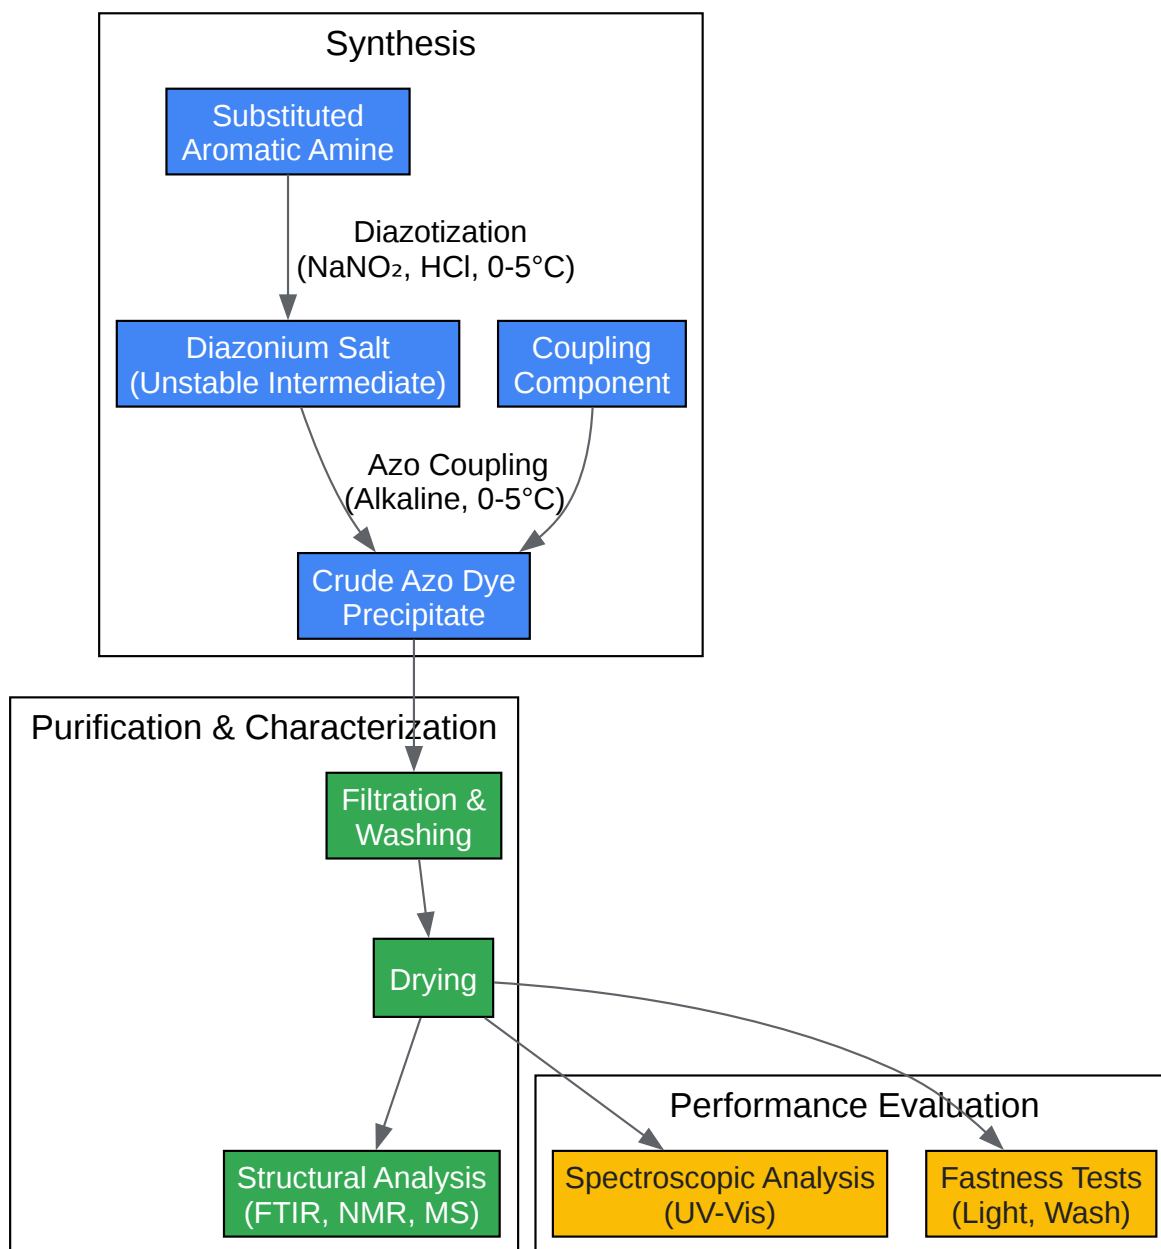 Synthesis
Substituted
Aromatic Amine
Diazotization
(NaNO₂, HCl, 0-5°C)
Diazonium Salt
(Unstable Intermediate)
Coupling
Component
Azo Coupling
(Alkaline, 0-5°C)
Crude Azo Dye
Precipitate
Purification & Characterization
Filtration &
Washing
Drying
Structural Analysis
(FTIR, NMR, MS)
Performance Evaluation
Spectroscopic Analysis
(UV-Vis)
Fastness Tests
(Light, Wash)